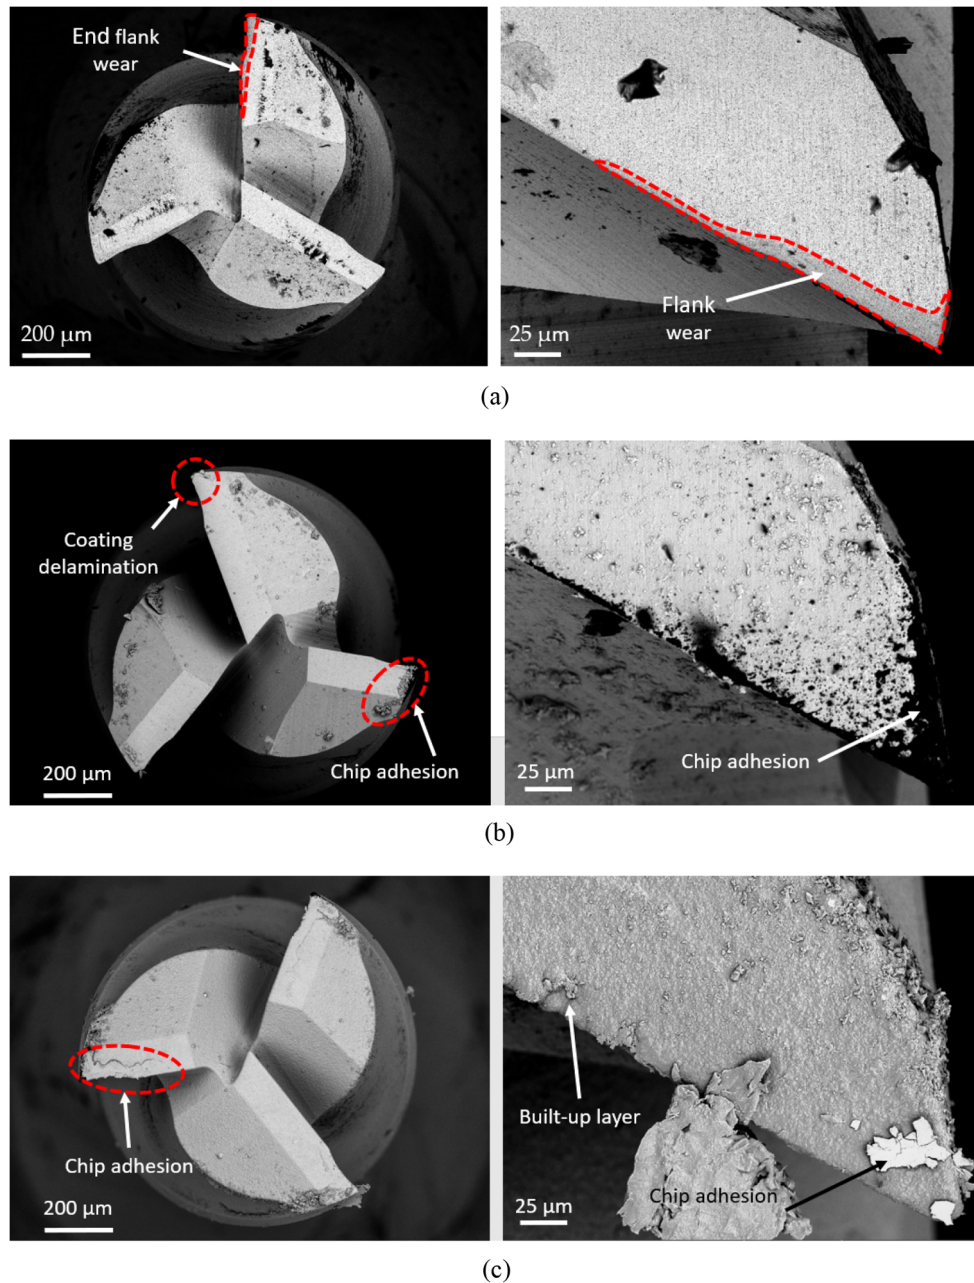 End flank
wear
200 μm
Flank
wear
25 μm
(a)
Coating
delamination
Chip adhesion
200 μm
Chip adhesion
25 μm
(b)
Chip adhesion
200 μm
Built-up layer
Chip adhesion
25 μm
(c)